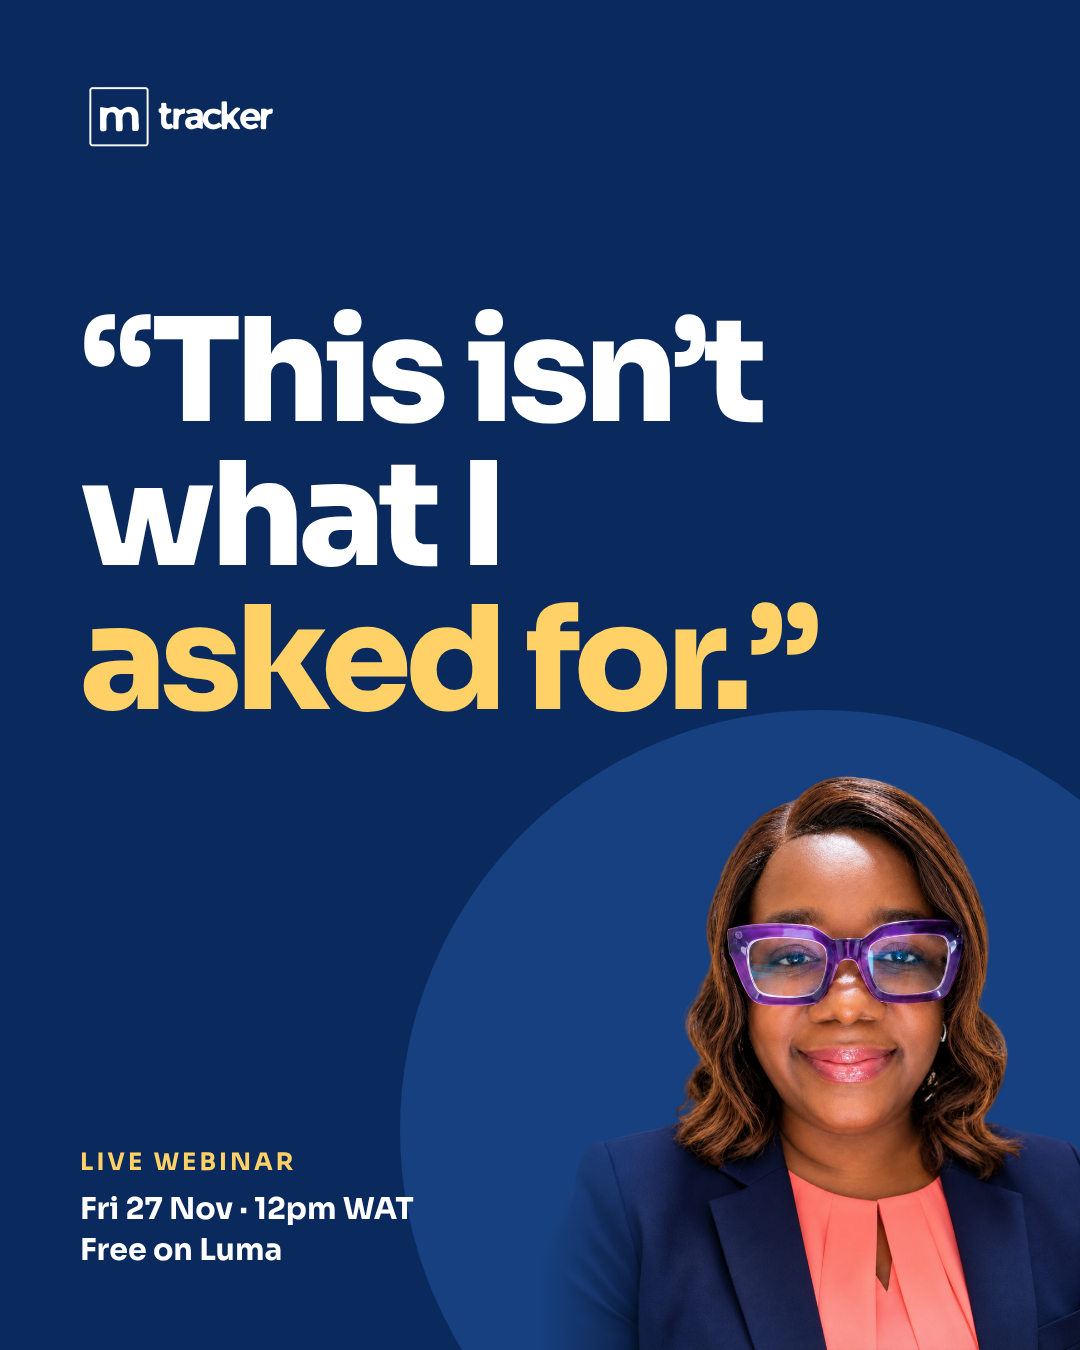 m tracker
“This isn’t
what I
asked for.”
LIVE WEBINAR
Fri 27 Nov · 12pm WAT
Free on Luma